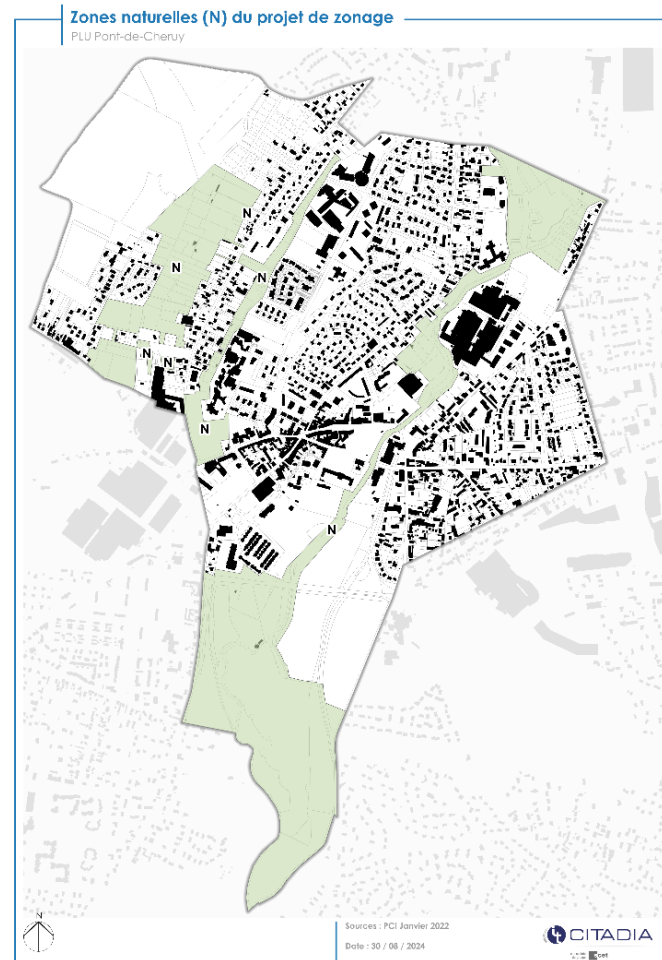 Zones naturelles (N) du projet de zonage
PLU Pont-de-Cheruy
N
N
N
N
N
N
N
N
Sources : PCI Janvier 2022
Date : 30 / 08 / 2024
CITADIA